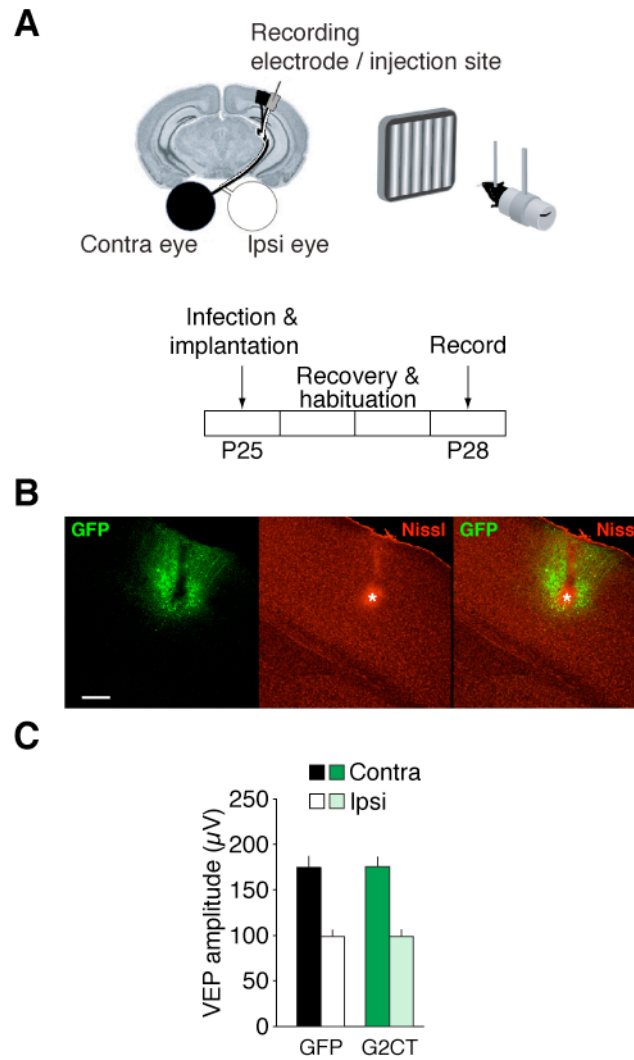 A
Recording
electrode / injection site
Contra eye
Ipsi eye
Infection &
implantation
Record
Recovery &
habituation
P25
P28
B
GFP
Nissl
GFP
Niss
*
*
C
Contra
Ipsi
VEP amplitude (µV)
250
200
150
100
50
0
GFP
G2CT